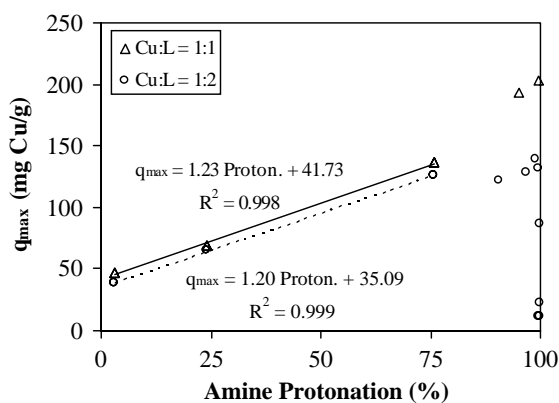 250
200
150
100
50
0
qmax (mg Cu/g)
Cu:L = 1:1
Cu:L = 1:2
qmax = 1.23 Proton. + 41.73
R² = 0.998
qmax = 1.20 Proton. + 35.09
R² = 0.999
0 25 50 75 100
Amine Protonation (%)